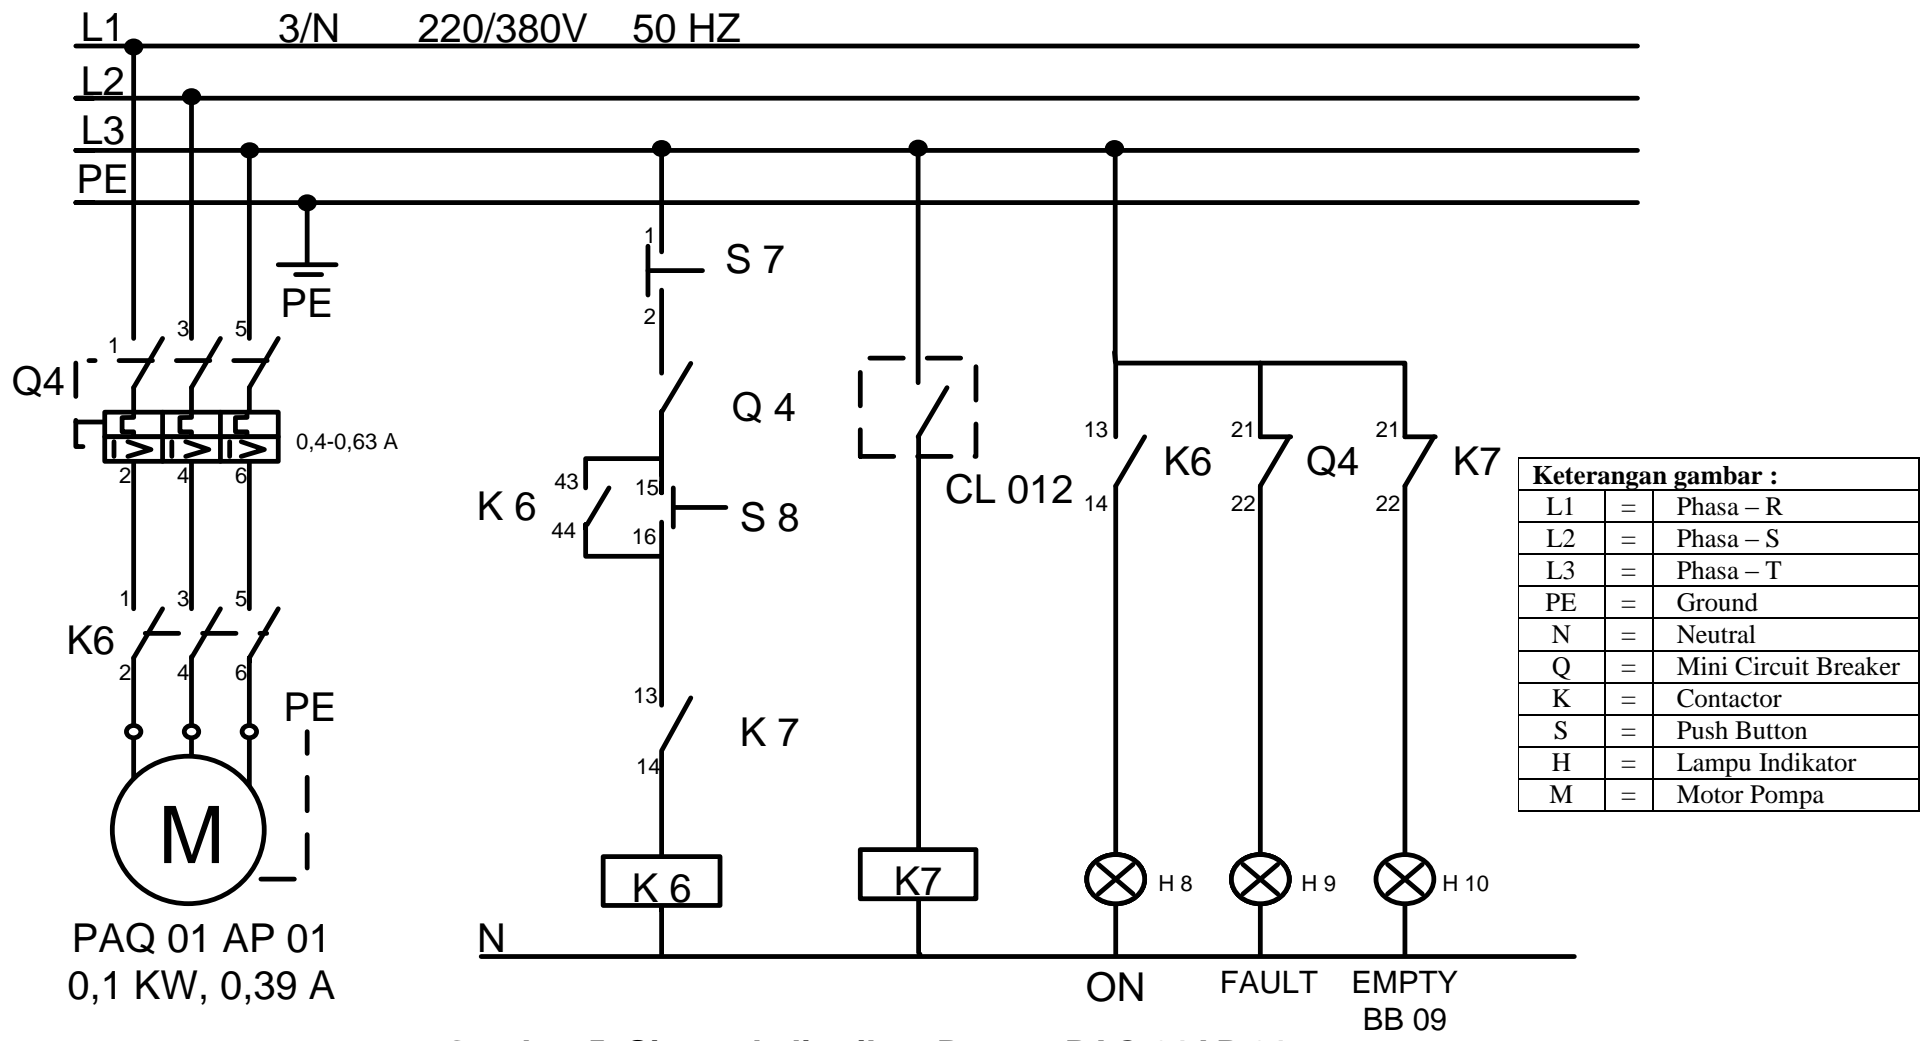 L1 3/N 220/380V 50 HZ
L2
L3
PE
PE
1 3 5
Q4
0,4-0,63 A
2 4 6
1 3 5
K6
2 4 6
PE
M
PAQ 01 AP 01
0,1 KW, 0,39 A
1
S 7
2
Q 4
43
K 6
44
15
S 8
16
13
K 7
14
K 6
N
CL 012
K7
13
K6
14
21
Q4
22
21
K7
22
H 8
H 9
H 10
ON
FAULT
EMPTY
BB 09
Keterangan gambar :
L1 = Phasa – R
L2 = Phasa – S
L3 = Phasa – T
PE = Ground
N = Neutral
Q = Mini Circuit Breaker
K = Contactor
S = Push Button
H = Lampu Indikator
M = Motor Pompa